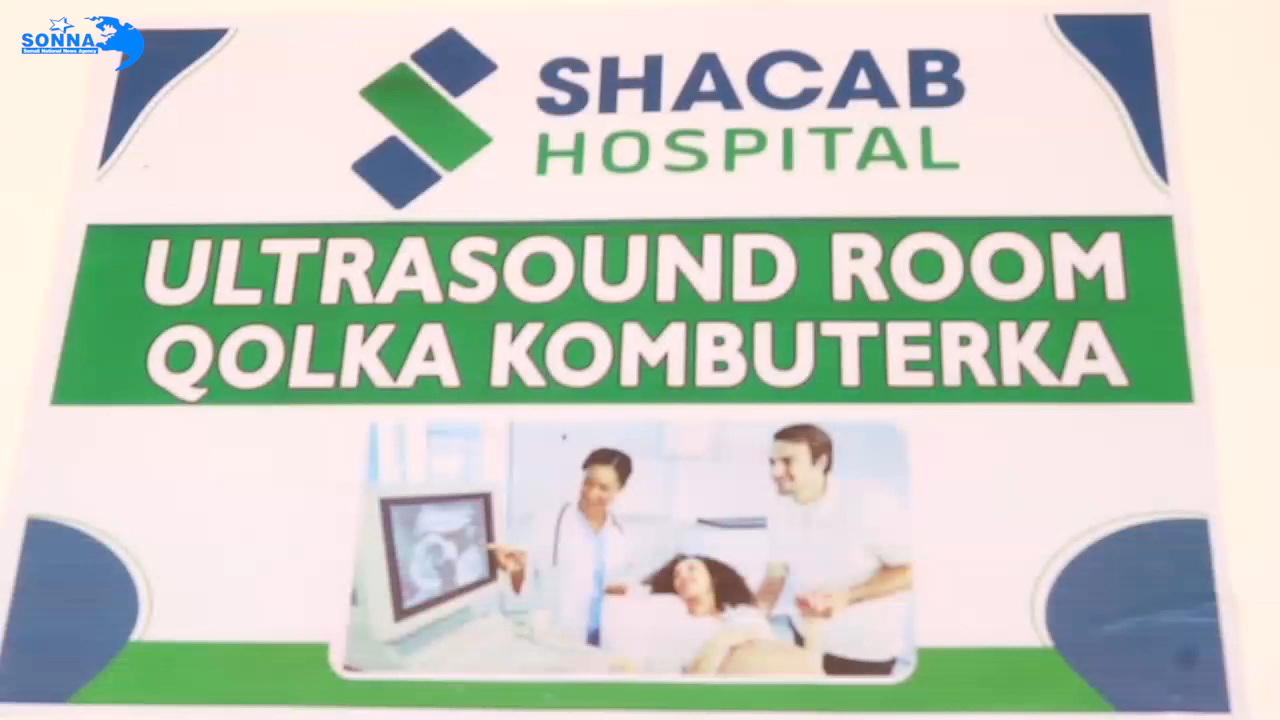 SONNA
Somali National News Agency
SHACAB
HOSPITAL
ULTRASOUND ROOM
QOLKA KOMBUTERKA